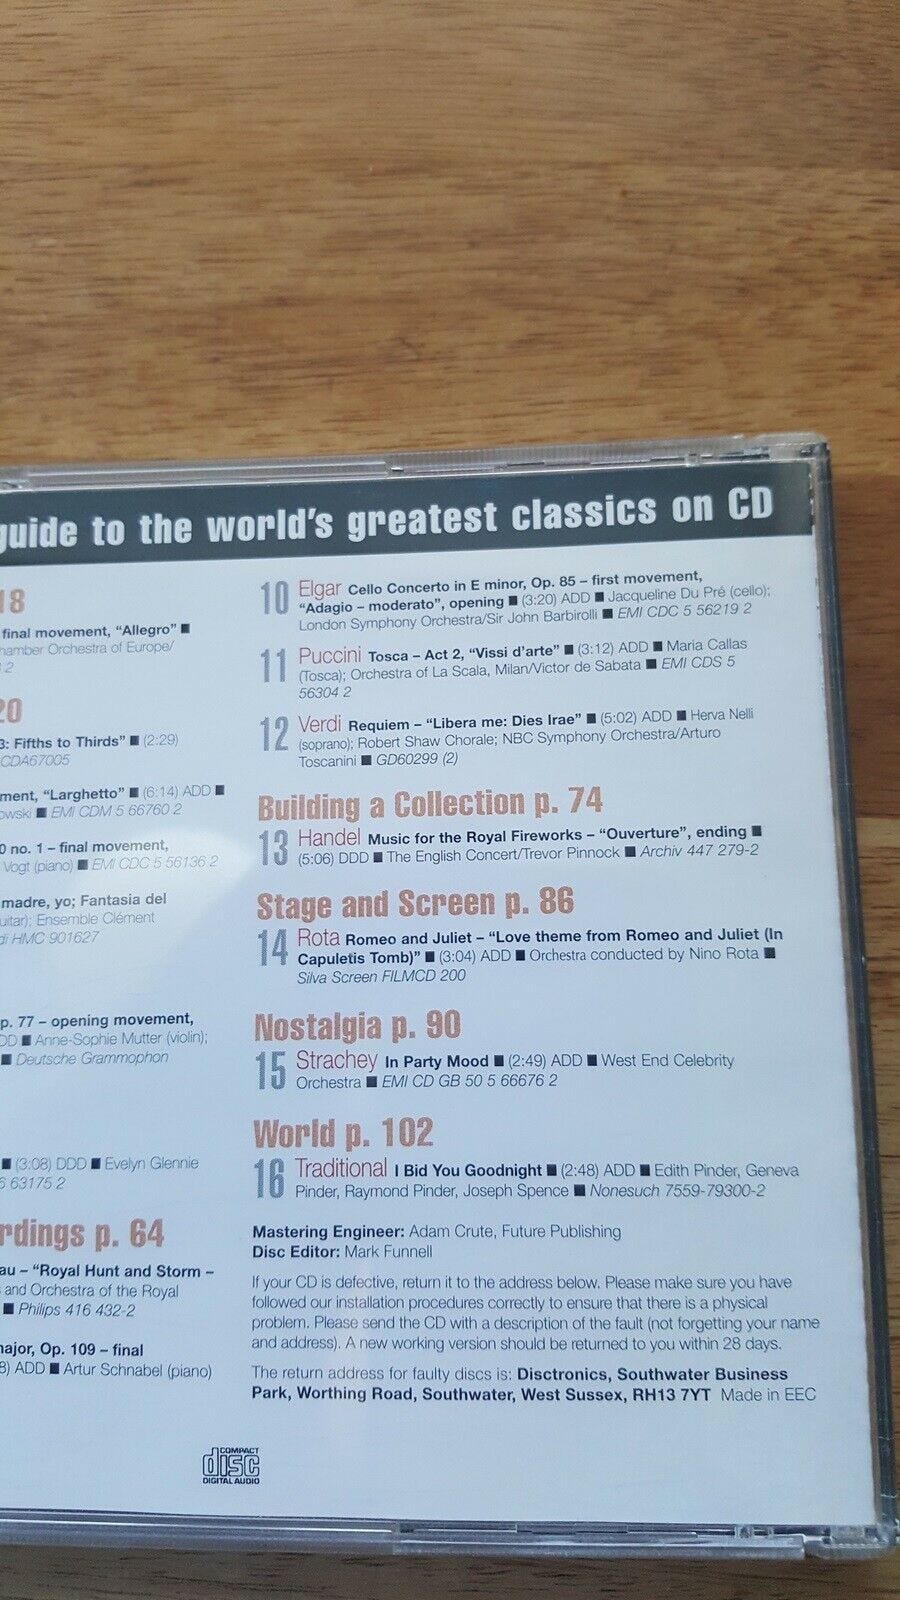 guide to the world's greatest classics on CD
18
final movement, "Allegro" ■
Chamber Orchestra of Europe/
2
20
3: Fifths to Thirds" ■ (2:29)
CDA67005
"Larghetto" ■ (6:14) ADD ■
■ EMI CDM 5 66760 2
no. 1 – final movement,
Vogt (piano) ■ EMI CDC 5 56136 2
madre, yo; Fantasia del
Ensemble Clément
HMC 901627
p. 77 – opening movement,
■ Anne-Sophie Mutter (violin);
■ Deutsche Grammophon
■ (3:08) DDD ■ Evelyn Glennie
63175 2
p. 64
– "Royal Hunt and Storm –
and Orchestra of the Royal
■ Philips 416 432-2
Op. 109 – final
ADD ■ Artur Schnabel (piano)
10 Elgar Cello Concerto in E minor, Op. 85 – first movement,
"Adagio – moderato", opening ■ (3:20) ADD ■ Jacqueline Du Pré (cello);
London Symphony Orchestra/Sir John Barbirolli ■ EMI CDC 5 56219 2
11 Puccini Tosca – Act 2, "Vissi d'arte" ■ (3:12) ADD ■ Maria Callas
(Tosca); Orchestra of La Scala, Milan/Victor de Sabata ■ EMI CDS 5
56304 2
12 Verdi Requiem – "Libera me: Dies Irae" ■ (5:02) ADD ■ Herva Nelli
(soprano); Robert Shaw Chorale; NBC Symphony Orchestra/Arturo
Toscanini ■ GD60299 (2)
Building a Collection p. 74
13 Handel Music for the Royal Fireworks – "Ouverture", ending ■
(5:06) DDD ■ The English Concert/Trevor Pinnock ■ Archiv 447 279-2
Stage and Screen p. 86
14 Rota Romeo and Juliet – "Love theme from Romeo and Juliet (In
Capuletis Tomb)" ■ (3:04) ADD ■ Orchestra conducted by Nino Rota ■
Silva Screen FILMCD 200
Nostalgia p. 90
15 Strachey In Party Mood ■ (2:49) ADD ■ West End Celebrity
Orchestra ■ EMI CD GB 50 5 66676 2
World p. 102
16 Traditional I Bid You Goodnight ■ (2:48) ADD ■ Edith Pinder, Geneva
Pinder, Raymond Pinder, Joseph Spence ■ Nonesuch 7559-79300-2
Mastering Engineer: Adam Crute, Future Publishing
Disc Editor: Mark Funnell
If your CD is defective, return it to the address below. Please make sure you have
followed our installation procedures correctly to ensure that there is a physical
problem. Please send the CD with a description of the fault (not forgetting your name
and address). A new working version should be returned to you within 28 days.
The return address for faulty discs is: Disctronics, Southwater Business
Park, Worthing Road, Southwater, West Sussex, RH13 7YT Made in EEC
COMPACT
disc
DIGITAL AUDIO